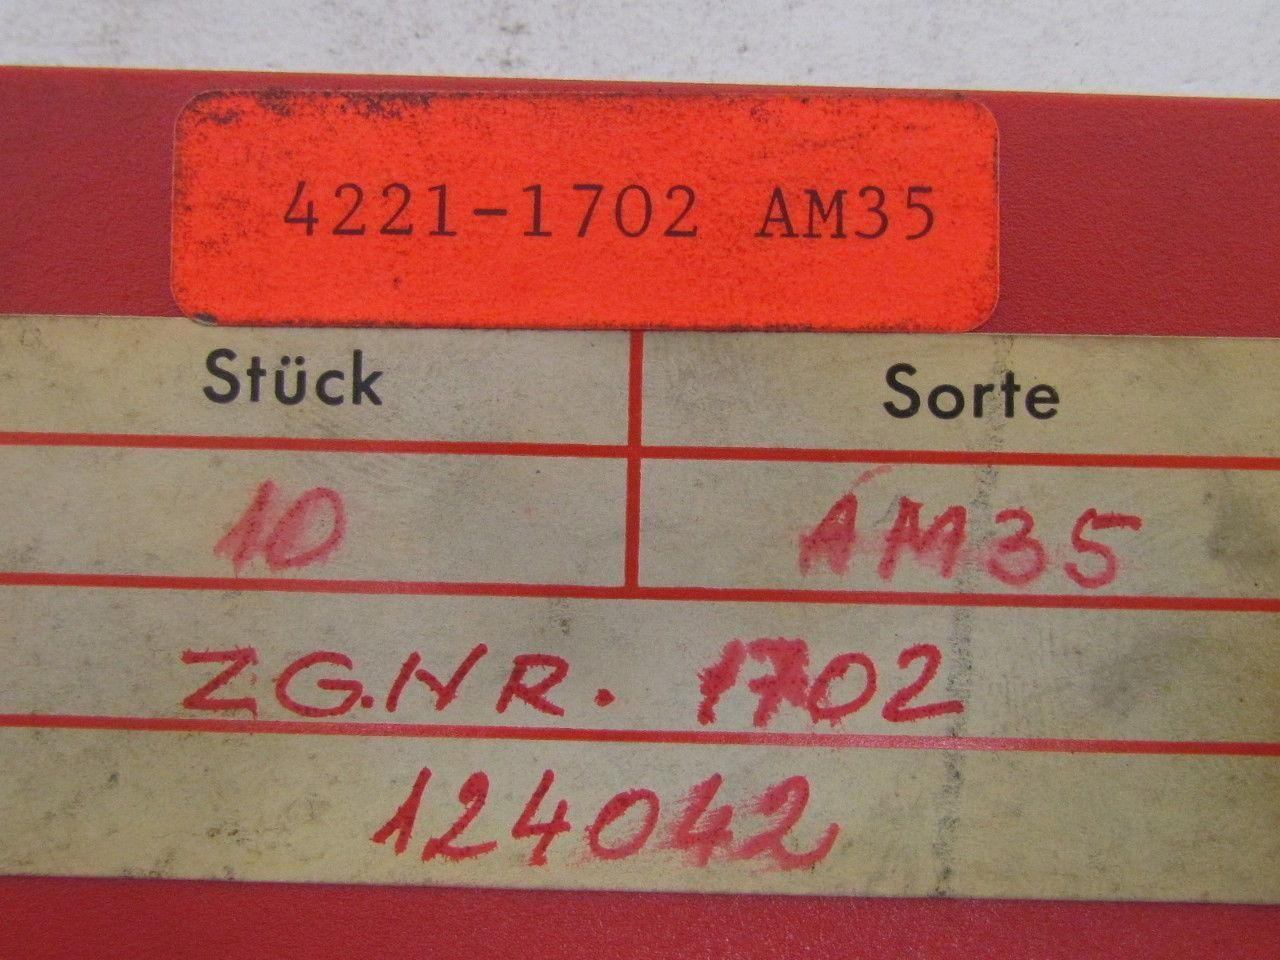 4221-1702 AM35
Stück Sorte
10 AM35
ZG.NR. 1702
124042